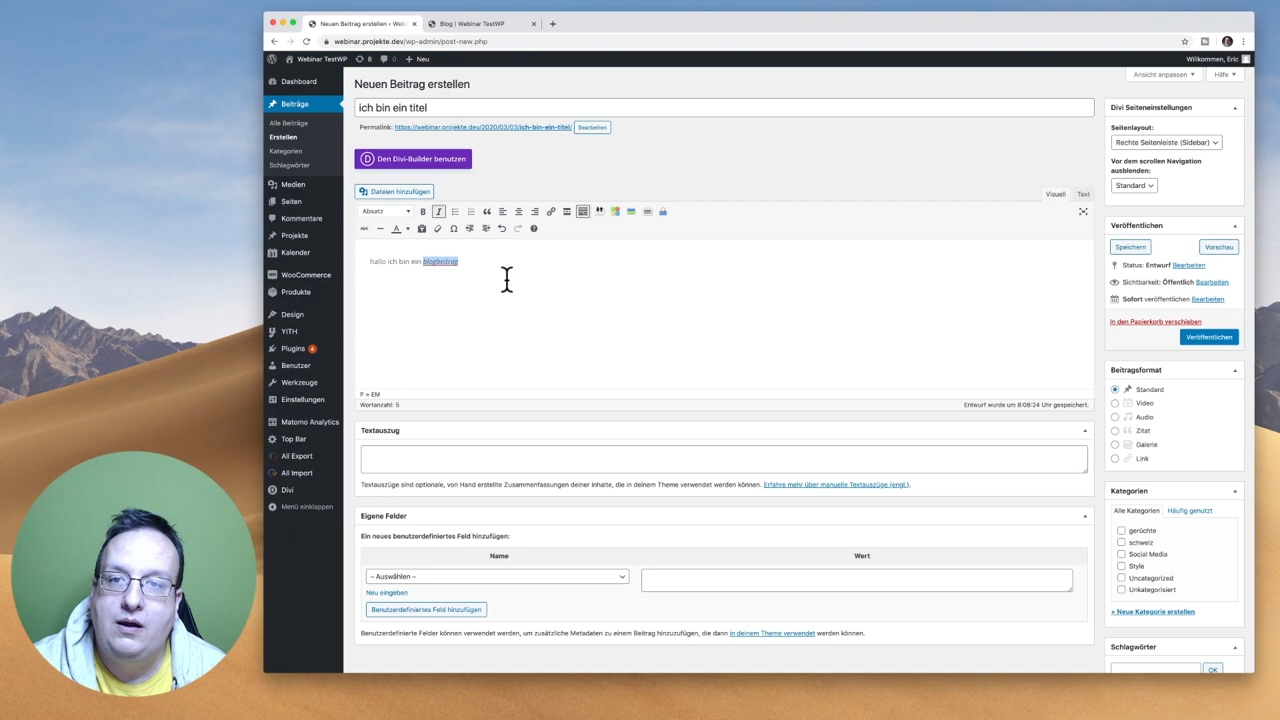 Neuen Beitrag erstellen ‹ Web
Blog | Webinar TestWP
webinar.projekte.dev/wp-admin/post-new.php
Webinar TestWP
8
0
Neu
Willkommen, Eric
Dashboard
Beiträge
Alle Beiträge
Erstellen
Kategorien
Schlagwörter
Medien
Seiten
Kommentare
Projekte
Kalender
WooCommerce
Produkte
Design
YITH
Plugins 4
Benutzer
Werkzeuge
Einstellungen
Matomo Analytics
Top Bar
All Export
All Import
Divi
Menü einklappen
Ansicht anpassen
Hilfe
Neuen Beitrag erstellen
ich bin ein titel
Permalink: https://webinar.projekte.dev/2020/03/03/ich-bin-ein-titel/ Bearbeiten
D Den Divi-Builder benutzen
Dateien hinzufügen
Visuell
Text
Absatz
B I
ABC
A
hallo ich bin ein blogbeitrag
P » EM
Wortanzahl: 5
Entwurf wurde um 8:08:24 Uhr gespeichert.
Textauszug
Textauszüge sind optionale, von Hand erstellte Zusammenfassungen deiner Inhalte, die in deinem Theme verwendet werden können. Erfahre mehr über manuelle Textauszüge (engl.).
Eigene Felder
Ein neues benutzerdefiniertes Feld hinzufügen:
Name
Wert
– Auswählen –
Neu eingeben
Benutzerdefiniertes Feld hinzufügen
Benutzerdefinierte Felder können verwendet werden, um zusätzliche Metadaten zu einem Beitrag hinzuzufügen, die dann in deinem Theme verwendet werden können.
Divi Seiteneinstellungen
Seitenlayout:
Rechte Seitenleiste (Sidebar)
Vor dem scrollen Navigation
ausblenden:
Standard
Veröffentlichen
Speichern
Vorschau
Status: Entwurf Bearbeiten
Sichtbarkeit: Öffentlich Bearbeiten
Sofort veröffentlichen Bearbeiten
In den Papierkorb verschieben
Veröffentlichen
Beitragsformat
Standard
Video
Audio
Zitat
Galerie
Link
Kategorien
Alle Kategorien
Häufig genutzt
gerüchte
schweiz
Social Media
Style
Uncategorized
Unkategorisiert
+ Neue Kategorie erstellen
Schlagwörter
OK